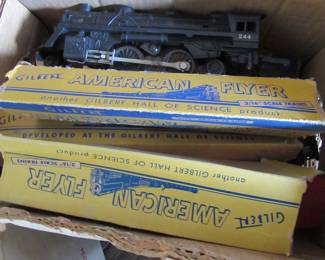 244
GILBERT AMERICAN FLYER
another GILBERT HALL OF SCIENCE product
3/16" SCALE TRAINS
DEVELOPED AT THE GILBERT HALL OF
3/16" SCALE TRAINS
another GILBERT HALL OF SCIENCE product
GILBERT AMERICAN FLYER